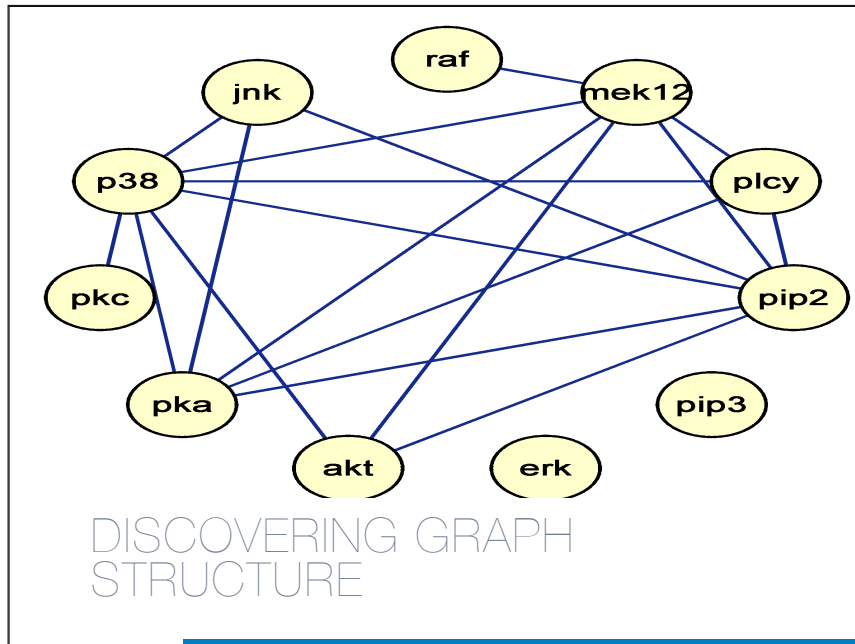 raf
jnk
mek12
p38
plcy
pkc
pip2
pka
pip3
akt
erk
DISCOVERING GRAPH
STRUCTURE